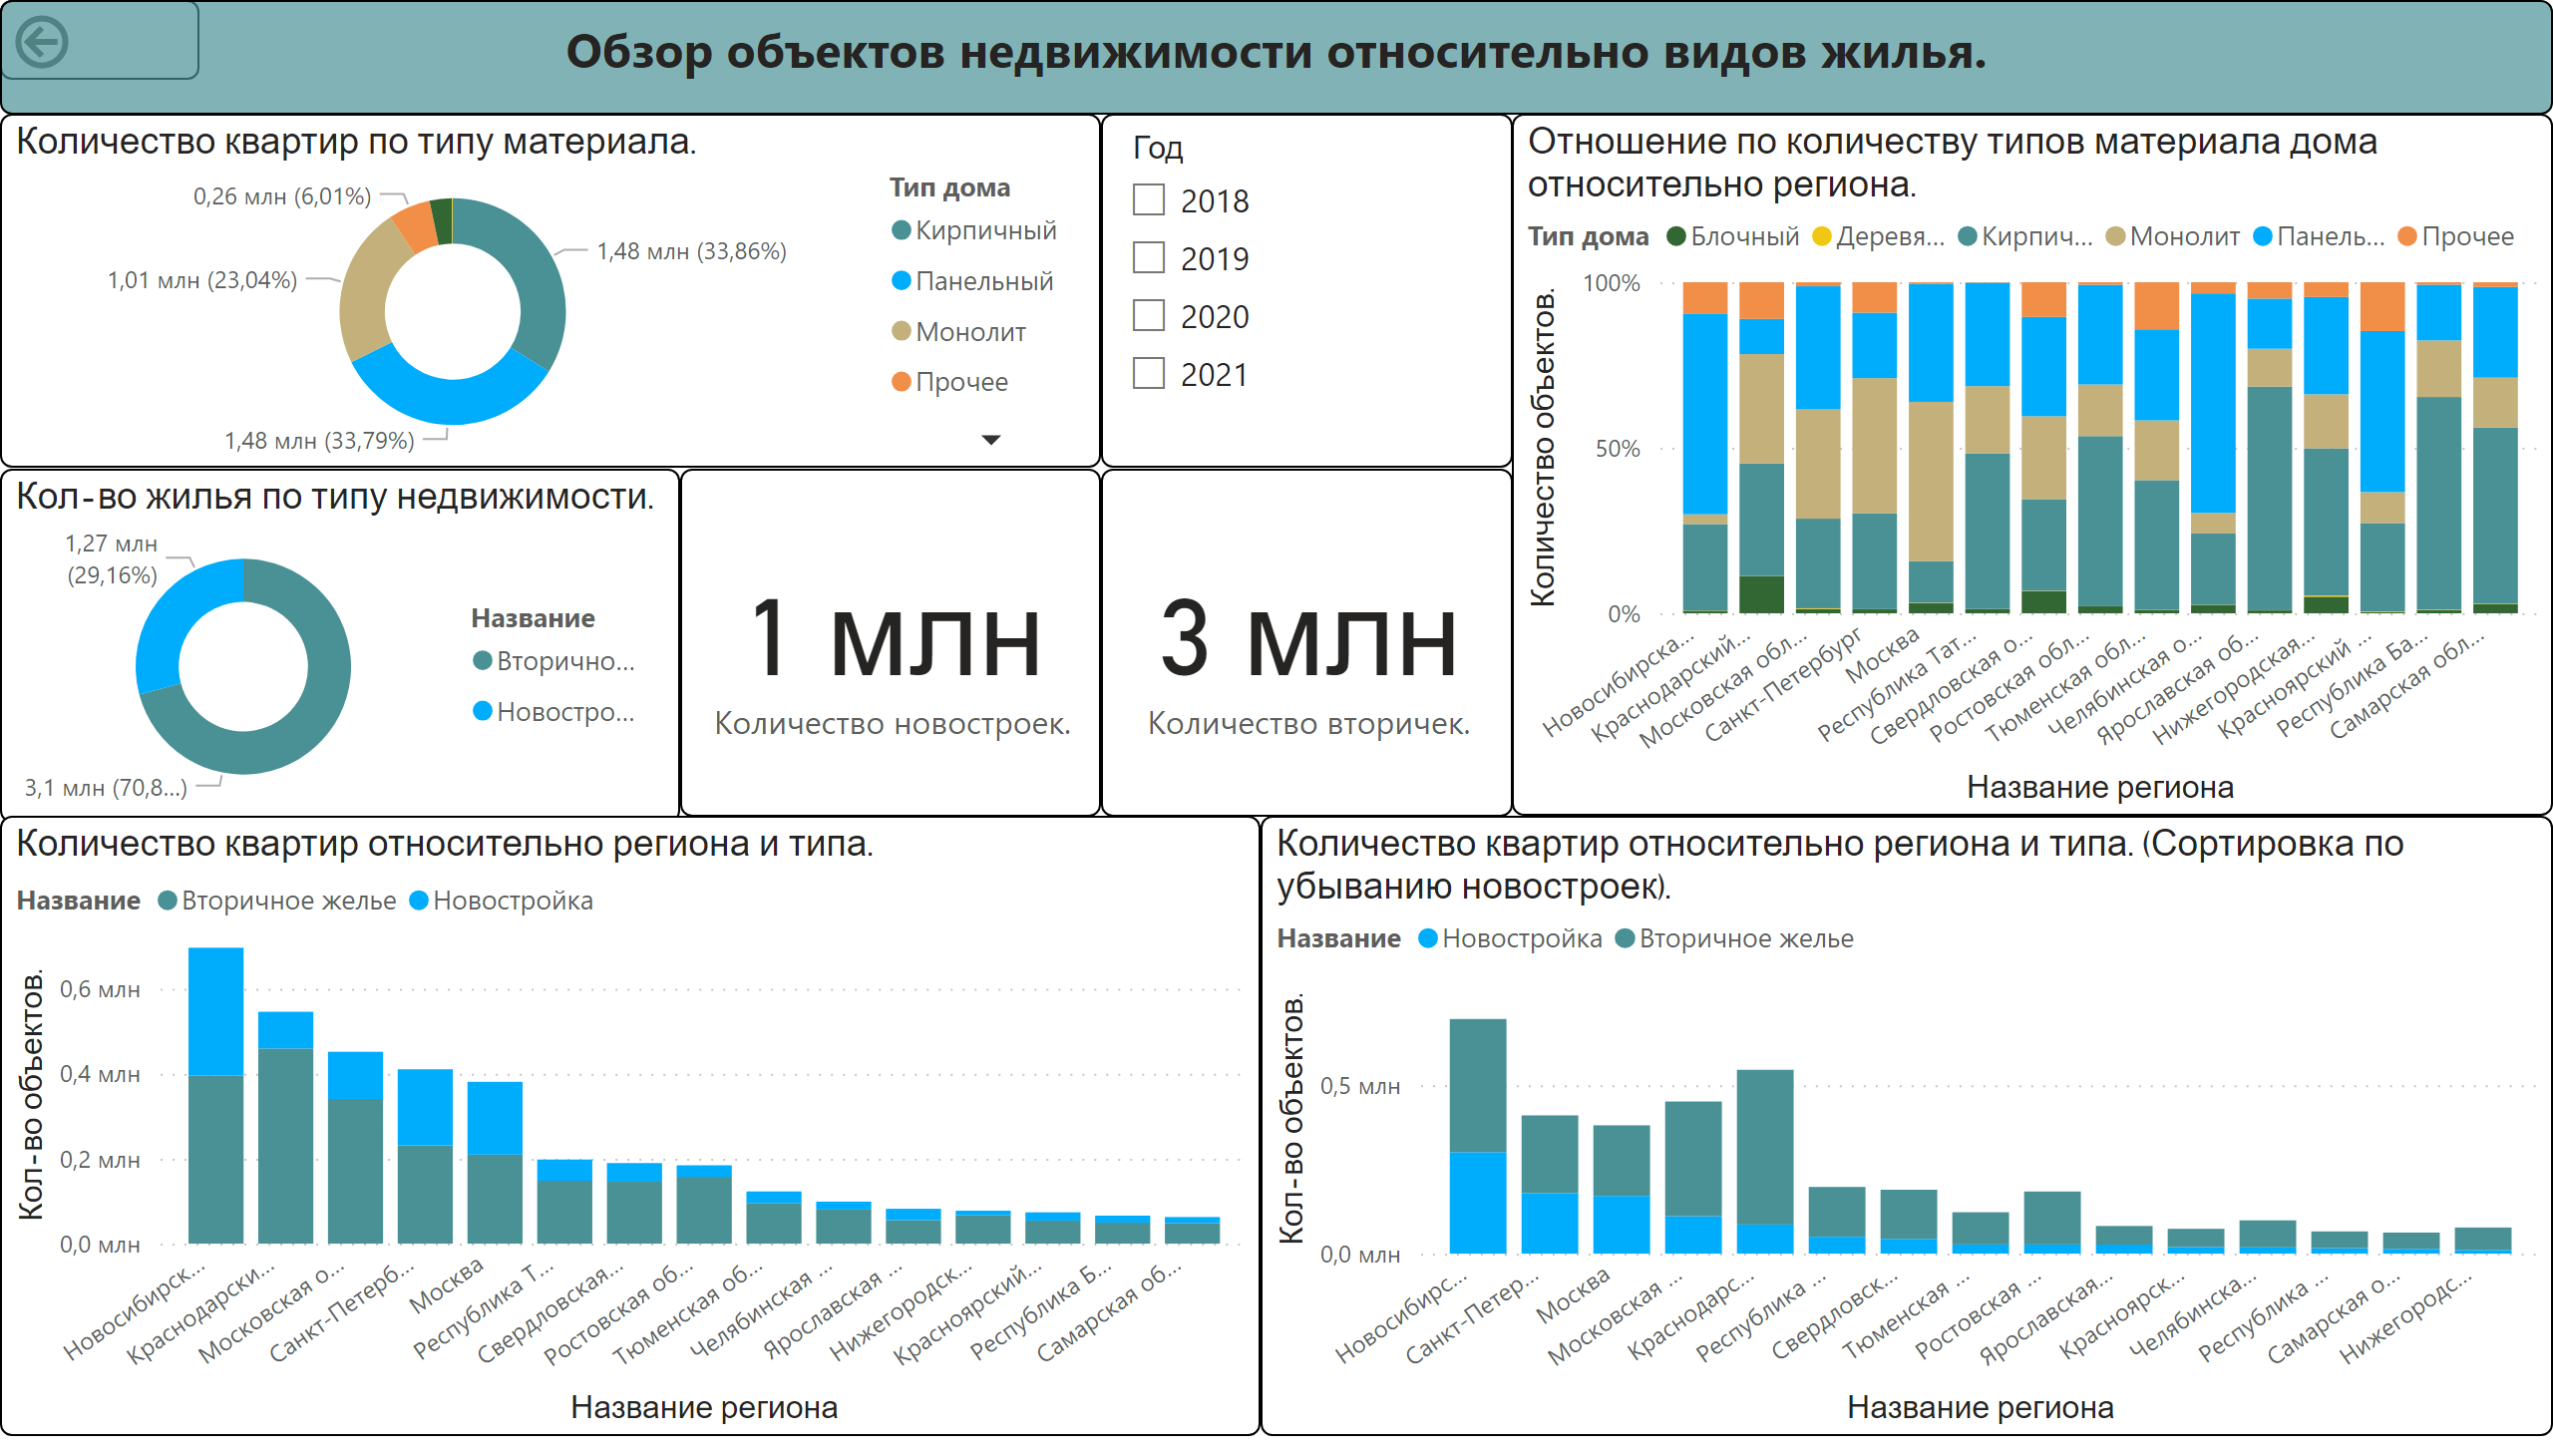 Обзор объектов недвижимости относительно видов жилья.
Количество квартир по типу материала.
0,26 млн (6,01%)
1,48 млн (33,86%)
1,01 млн (23,04%)
1,48 млн (33,79%)
Тип дома
Кирпичный
Панельный
Монолит
Прочее
Год
2018
2019
2020
2021
Отношение по количеству типов материала дома
относительно региона.
Тип дома Блочный Деревя... Кирпич... Монолит Панель... Прочее
Количество объектов.
100%
50%
0%
Новосибирска...
Краснодарский...
Московская обл...
Санкт-Петербург
Москва
Республика Тат...
Свердловская о...
Ростовская обл...
Тюменская обл...
Челябинская о...
Ярославская об...
Нижегородская...
Красноярский ...
Республика Ба...
Самарская обл...
Название региона
Кол-во жилья по типу недвижимости.
1,27 млн
(29,16%)
3,1 млн (70,8...)
Название
Вторично...
Новостро...
1 млн
Количество новостроек.
3 млн
Количество вторичек.
Количество квартир относительно региона и типа.
Название Вторичное желье Новостройка
Кол-во объектов.
0,6 млн
0,4 млн
0,2 млн
0,0 млн
Новосибирск...
Краснодарски...
Московская о...
Санкт-Петерб...
Москва
Республика Т...
Свердловская...
Ростовская об...
Тюменская об...
Челябинская ...
Ярославская ...
Нижегородск...
Красноярский...
Республика Б...
Самарская об...
Название региона
Количество квартир относительно региона и типа. (Сортировка по
убыванию новостроек).
Название Новостройка Вторичное желье
Кол-во объектов.
0,5 млн
0,0 млн
Новосибирс...
Санкт-Петер...
Москва
Московская ...
Краснодарс...
Республика ...
Свердловск...
Тюменская ...
Ростовская ...
Ярославская...
Красноярск...
Челябинска...
Республика ...
Самарская о...
Нижегородс...
Название региона